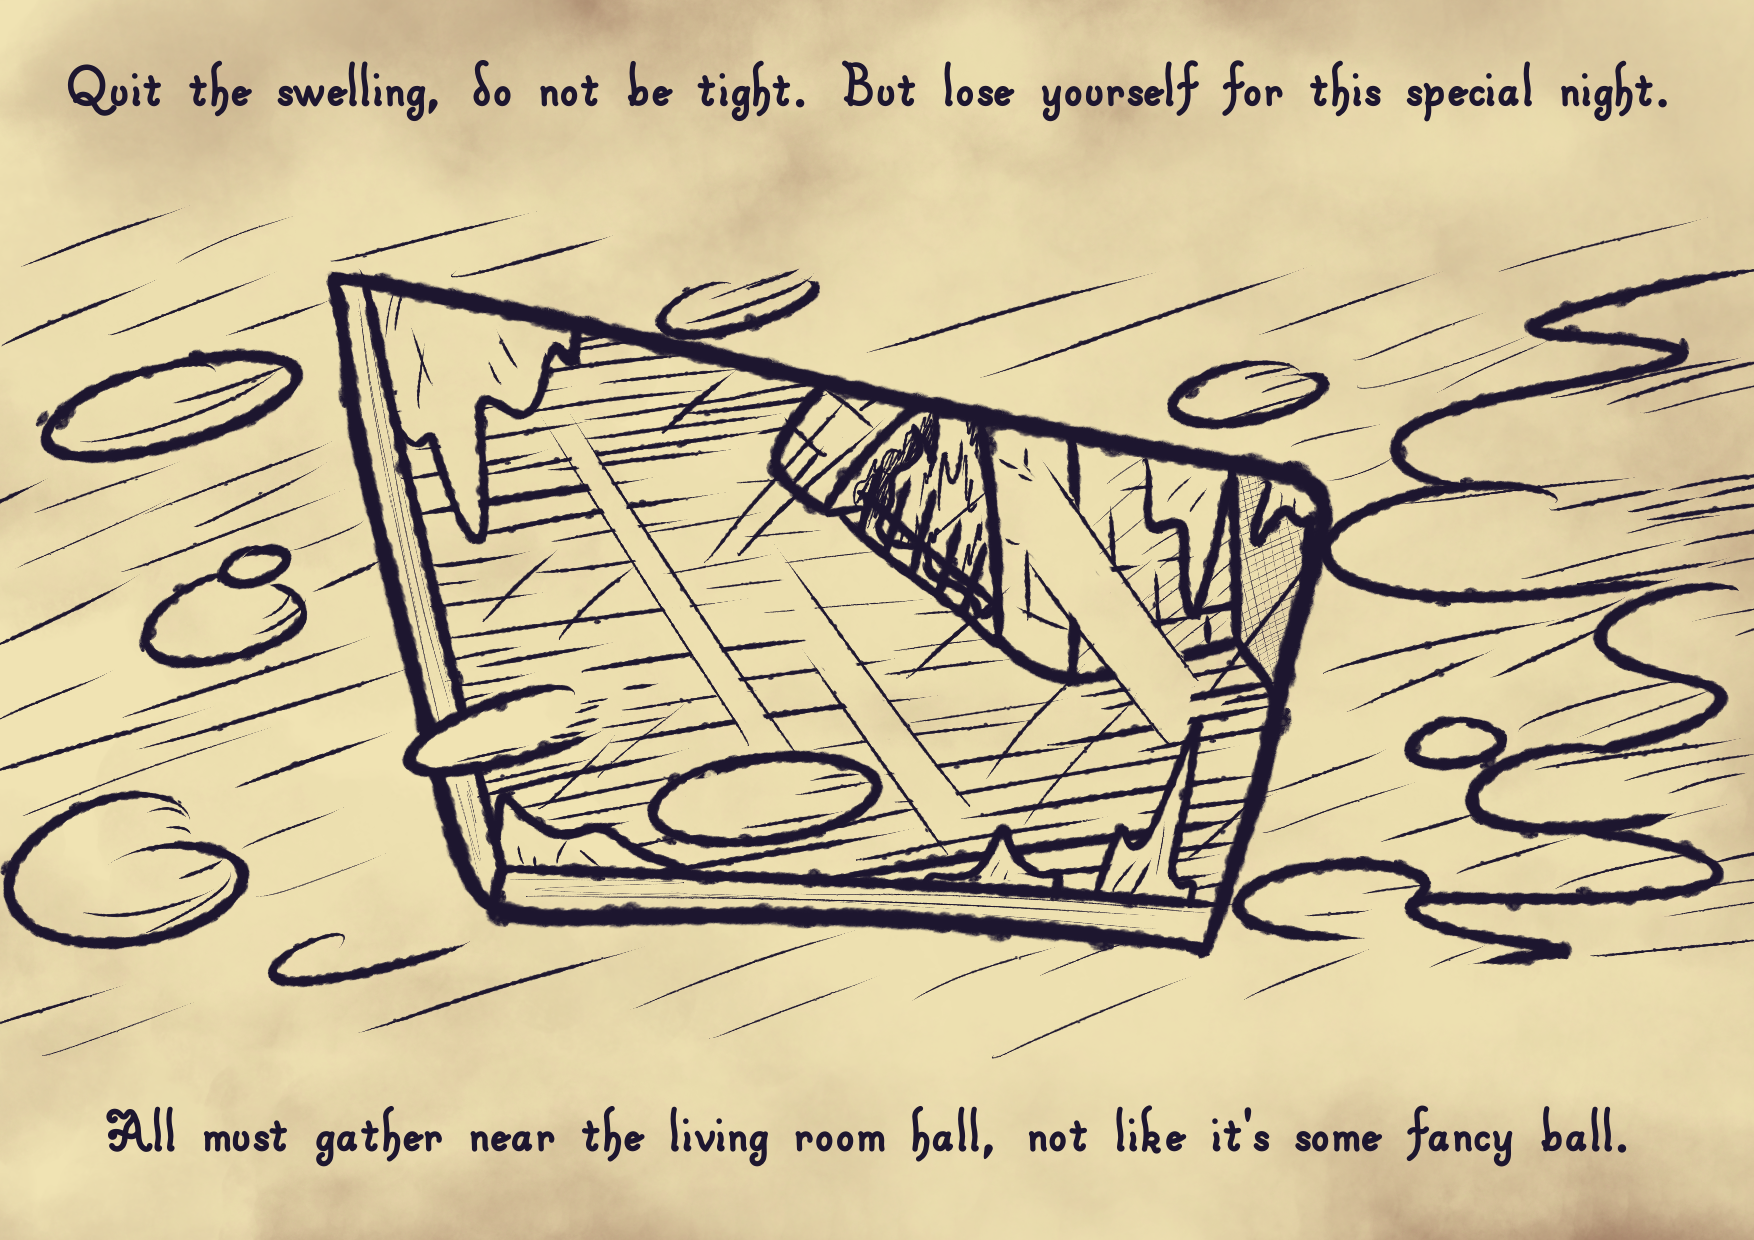 Quit the swelling, do not be tight. But lose yourself for this special night.
All must gather near the living room hall, not like it's some fancy ball.